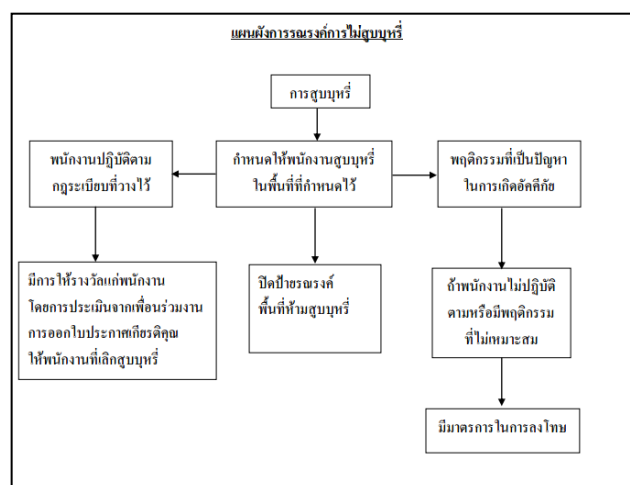 แผนผังการรณรงค์การไม่สูบบุหรี่
การสูบบุหรี่
พนักงานปฏิบัติตาม
กฎระเบียบที่วางไว้
กำหนดให้พนักงานสูบบุหรี่
ในพื้นที่ที่กำหนดไว้
พฤติกรรมที่เป็นปัญหา
ในการเกิดอัคคีภัย
มีการให้รางวัลแก่พนักงาน
โดยการประเมินจากเพื่อนร่วมงาน
การออกใบประกาศเกียรติคุณ
ให้พนักงานที่เลิกสูบบุหรี่
ปิดป้ายรณรงค์
พื้นที่ห้ามสูบบุหรี่
ถ้าพนักงานไม่ปฏิบัติ
ตามหรือมีพฤติกรรม
ที่ไม่เหมาะสม
มีมาตรการในการลงโทษ